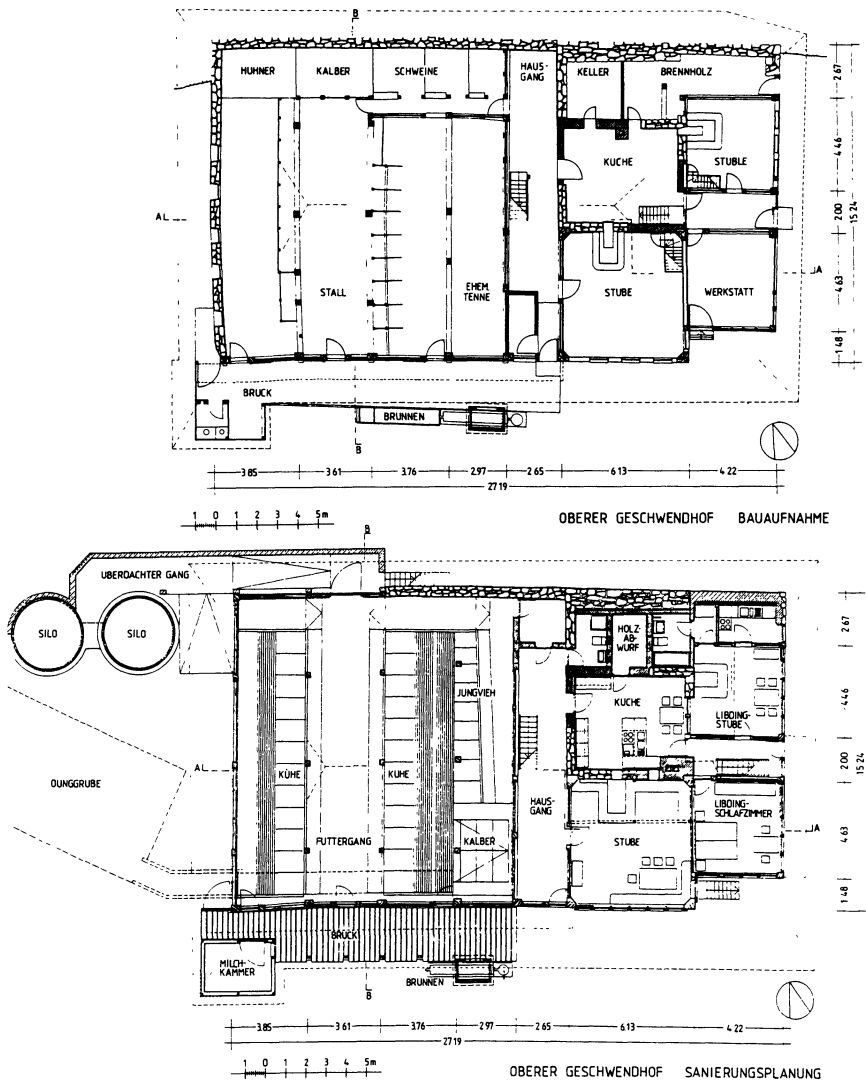 B
HÜHNER
KÄLBER
SCHWEINE
HAUS-
GANG
KELLER
BRENNHOLZ
KÜCHE
STÜBLE
2.67
4.46
2.00
4.63
1.48
15.24
A
A
STALL
EHEM.
TENNE
STUBE
WERKSTATT
BRÜCK
BRUNNEN
B
3.85 3.61 3.76 2.97 2.65 6.13 4.22
27.19
1 0 1 2 3 4 5m
OBERER GESCHWENDHOF BAUAUFNAHME
B
ÜBERDACHTER GANG
SILO
SILO
HOLZ-
AB-
WURF
JUNGVIEH
KÜCHE
LIBDING-
STUBE
2.67
4.46
2.00
4.63
1.48
15.24
A
A
DUNGGRUBE
KÜHE
KÜHE
HAUS-
GANG
LIBDING-
SCHLAFZIMMER
FUTTERGANG
KÄLBER
STUBE
BRÜCK
MILCH-
KAMMER
BRUNNEN
B
3.85 3.61 3.76 2.97 2.65 6.13 4.22
27.19
1 0 1 2 3 4 5m
OBERER GESCHWENDHOF SANIERUNGSPLANUNG